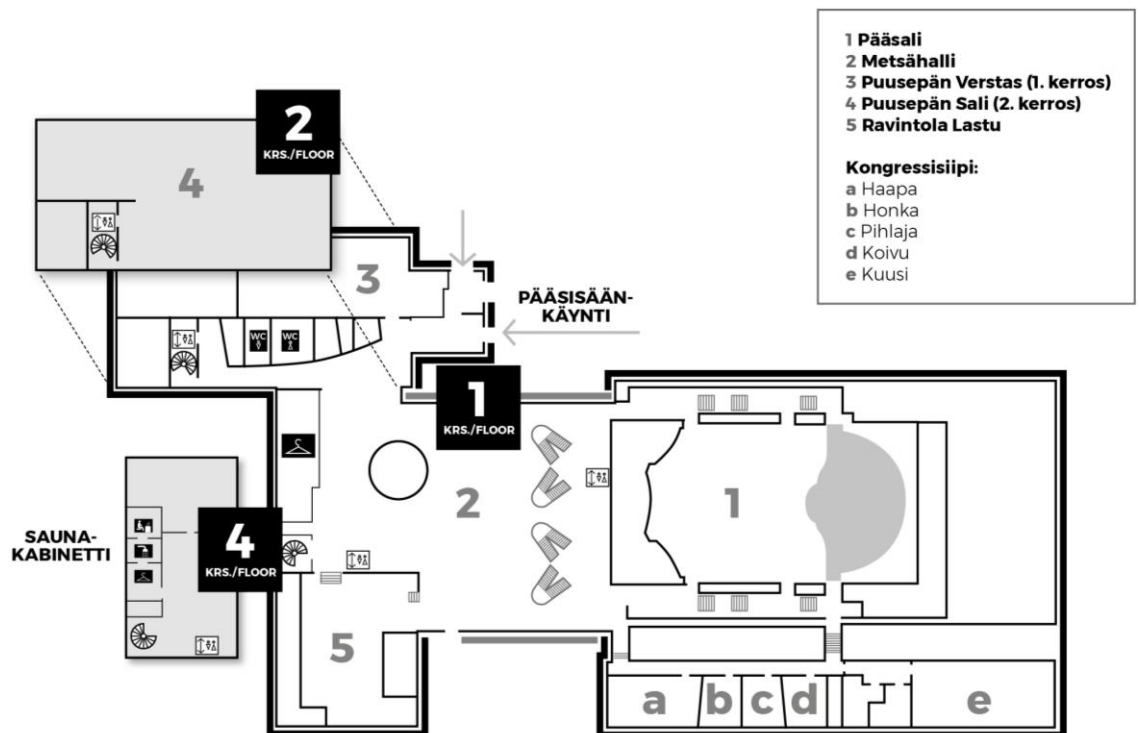 1 Pääsali
2 Metsähalli
3 Puusepän Verstas (1. kerros)
4 Puusepän Sali (2. kerros)
5 Ravintola Lastu
Kongressisiipi:
a Haapa
b Honka
c Pihlaja
d Koivu
e Kuusi
2
KRS./FLOOR
4
3
PÄÄSISÄÄN-
KÄYNTI
WC
WC
1
KRS./FLOOR
2
1
SAUNA-
KABINETTI
4
KRS./FLOOR
5
a b c d e